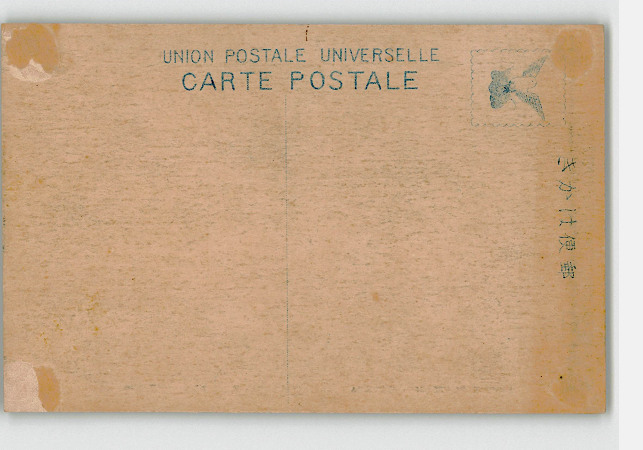 UNION POSTALE UNIVERSELLE
CARTE POSTALE
郵便はがき